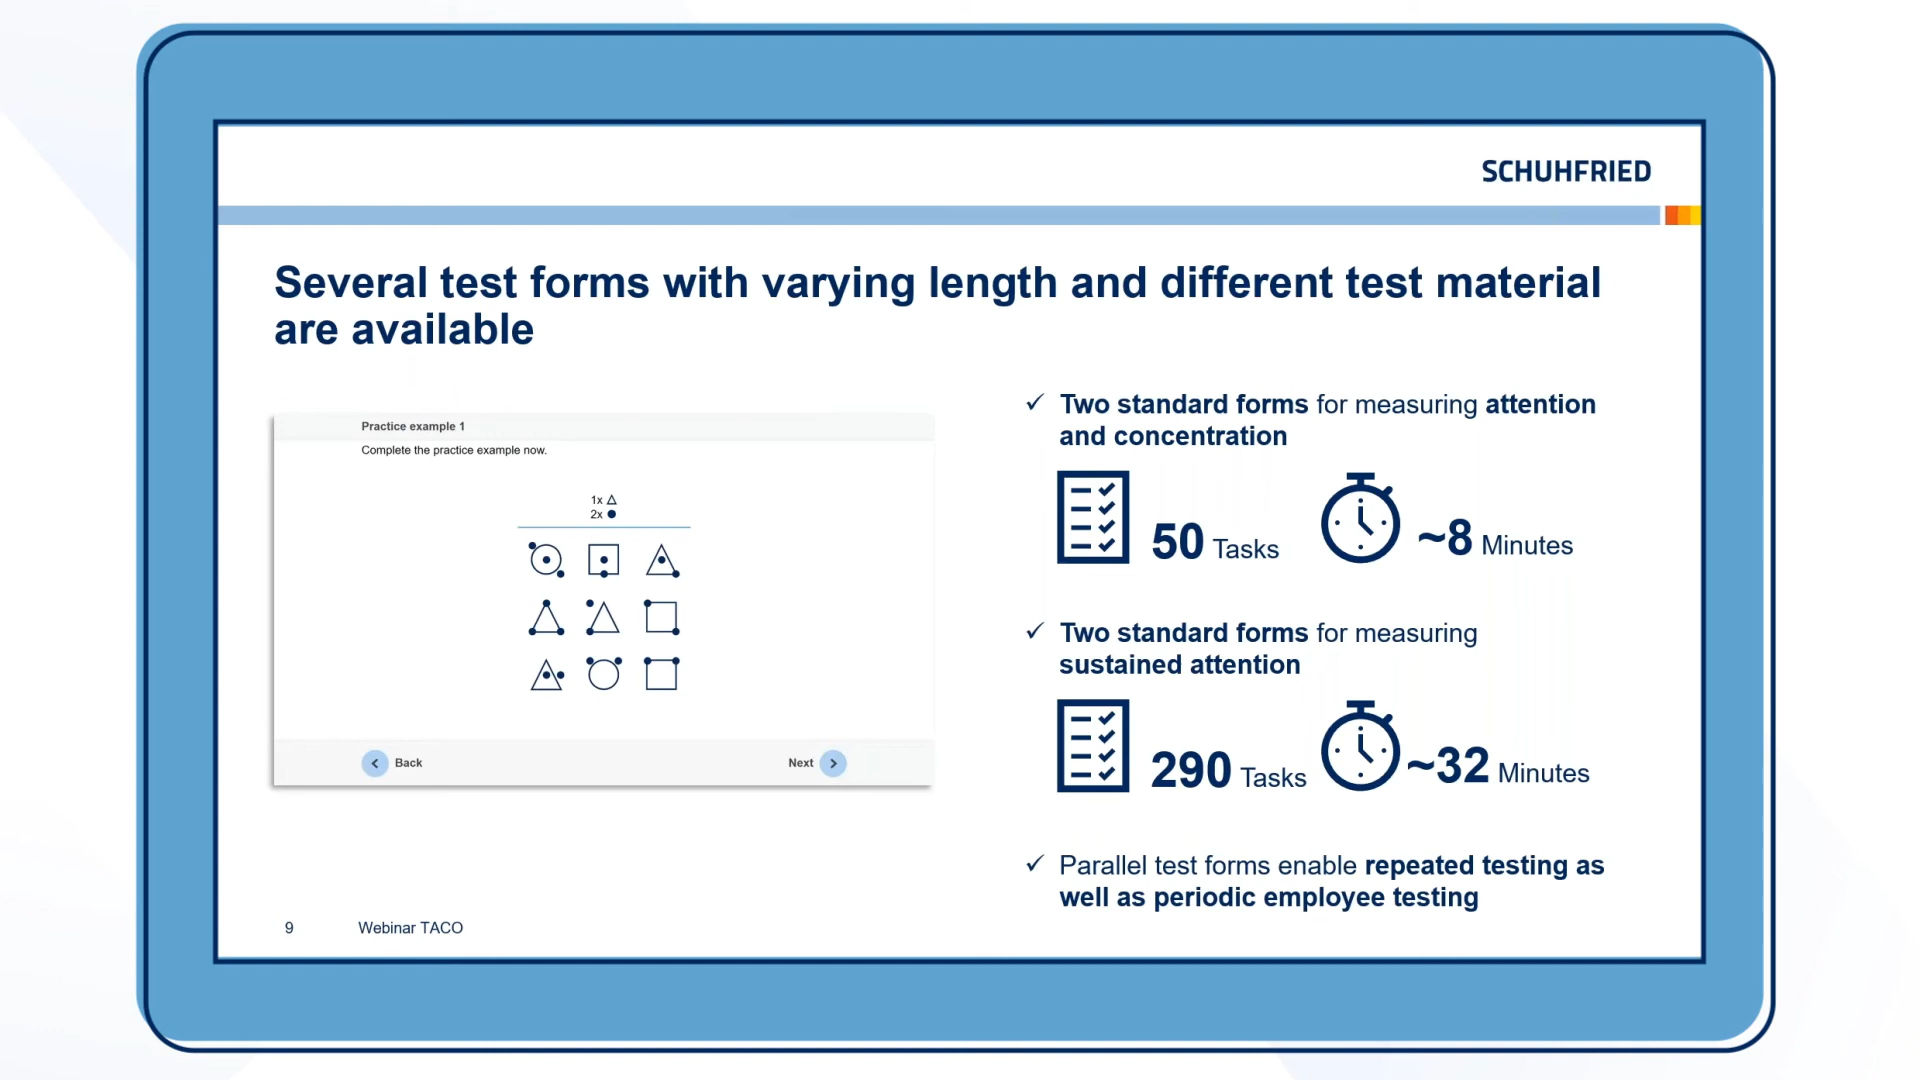 SCHUHFRIED
Several test forms with varying length and different test material
are available
Practice example 1
Complete the practice example now.
1x
2x
Back
Next
Two standard forms for measuring attention
and concentration
50 Tasks
~8 Minutes
Two standard forms for measuring
sustained attention
290 Tasks
~32 Minutes
Parallel test forms enable repeated testing as
well as periodic employee testing
9
Webinar TACO